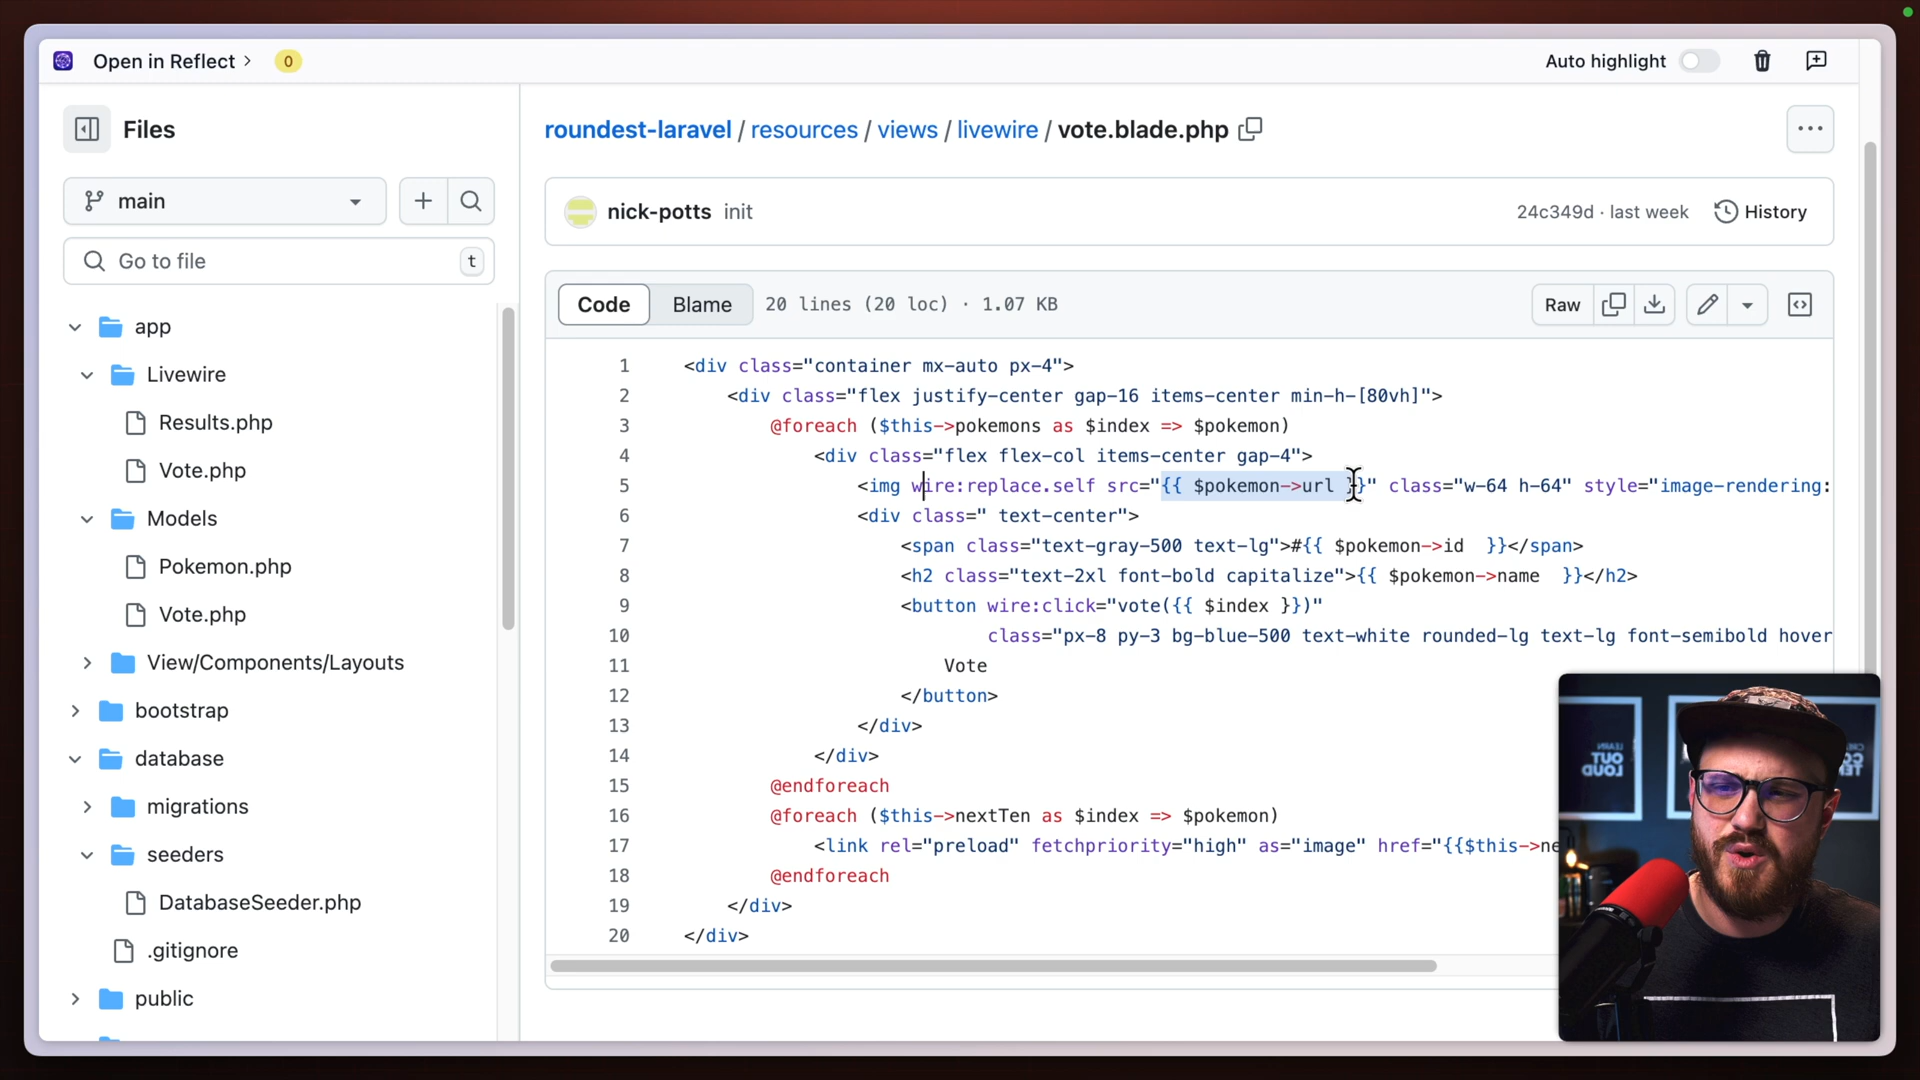 Open in Reflect
0
Auto highlight
Files
main
Go to file
t
app
Livewire
Results.php
Vote.php
Models
Pokemon.php
Vote.php
View/Components/Layouts
bootstrap
database
migrations
seeders
DatabaseSeeder.php
.gitignore
public
roundest-laravel / resources / views / livewire / vote.blade.php
nick-potts init
24c349d · last week
History
Code
Blame
20 lines (20 loc) · 1.07 KB
Raw
1 <div class="container mx-auto px-4">
2 <div class="flex justify-center gap-16 items-center min-h-[80vh]">
3 @foreach ($this->pokemons as $index => $pokemon)
4 <div class="flex flex-col items-center gap-4">
5 <img wire:replace.self src="{{ $pokemon->url }}" class="w-64 h-64" style="image-rendering:
6 <div class=" text-center">
7 <span class="text-gray-500 text-lg">#{{ $pokemon->id  }}</span>
8 <h2 class="text-2xl font-bold capitalize">{{ $pokemon->name  }}</h2>
9 <button wire:click="vote({{ $index }})"
10 class="px-8 py-3 bg-blue-500 text-white rounded-lg text-lg font-semibold hover
11 Vote
12 </button>
13 </div>
14 </div>
15 @endforeach
16 @foreach ($this->nextTen as $index => $pokemon)
17 <link rel="preload" fetchpriority="high" as="image" href="{{$this->ne
18 @endforeach
19 </div>
20 </div>
LEARN
OUT
LOUD